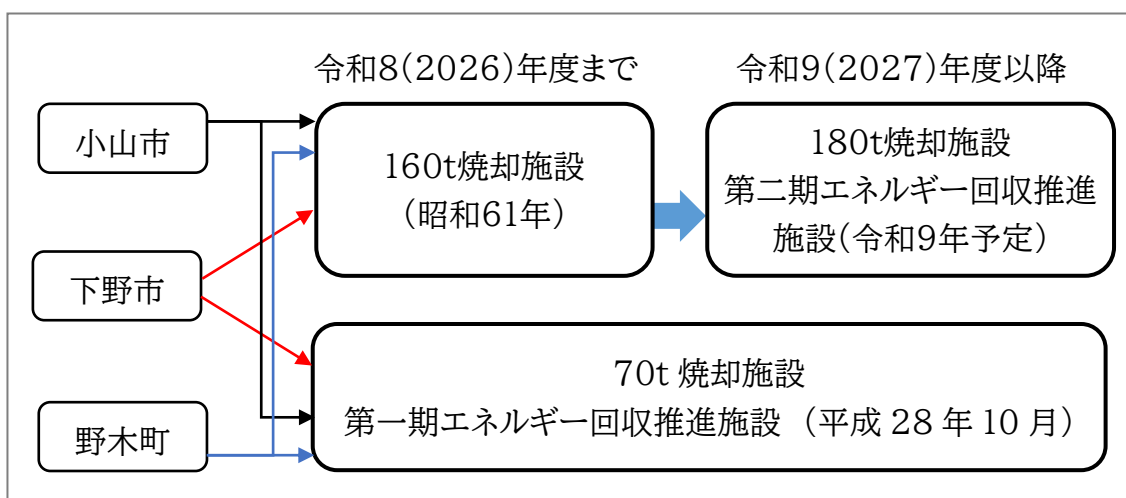 令和8(2026)年度まで
令和9(2027)年度以降
小山市
下野市
野木町
160t焼却施設
(昭和61年)
180t焼却施設
第二期エネルギー回収推進
施設(令和9年予定)
70t 焼却施設
第一期エネルギー回収推進施設 (平成 28 年 10 月)